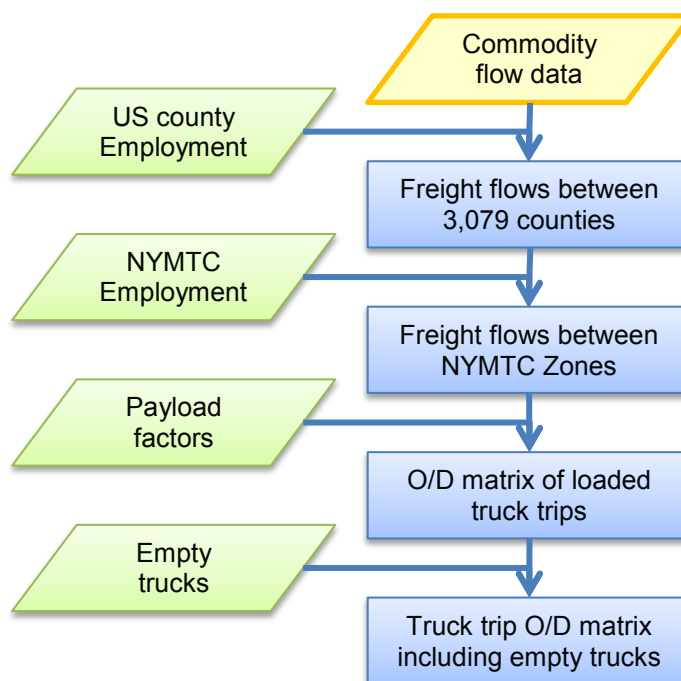 Commodity
flow data
US county
Employment
Freight flows between
3,079 counties
NYMTC
Employment
Freight flows between
NYMTC Zones
Payload
factors
O/D matrix of loaded
truck trips
Empty
trucks
Truck trip O/D matrix
including empty trucks